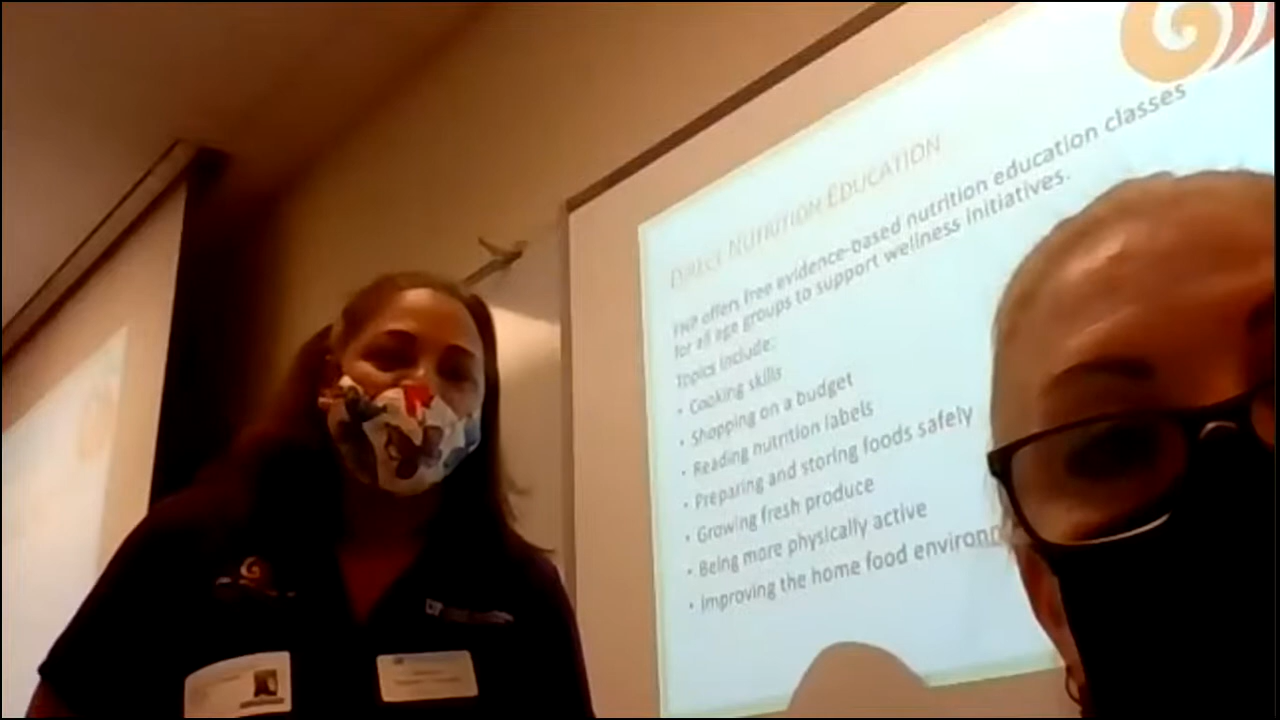 DIRECT NUTRITION EDUCATION
FNP offers free evidence-based nutrition education classes
for all age groups to support wellness initiatives.
Topics include:
• Cooking skills
• Shopping on a budget
• Reading nutrition labels
• Preparing and storing foods safely
• Growing fresh produce
• Being more physically active
• Improving the home food environ
UF